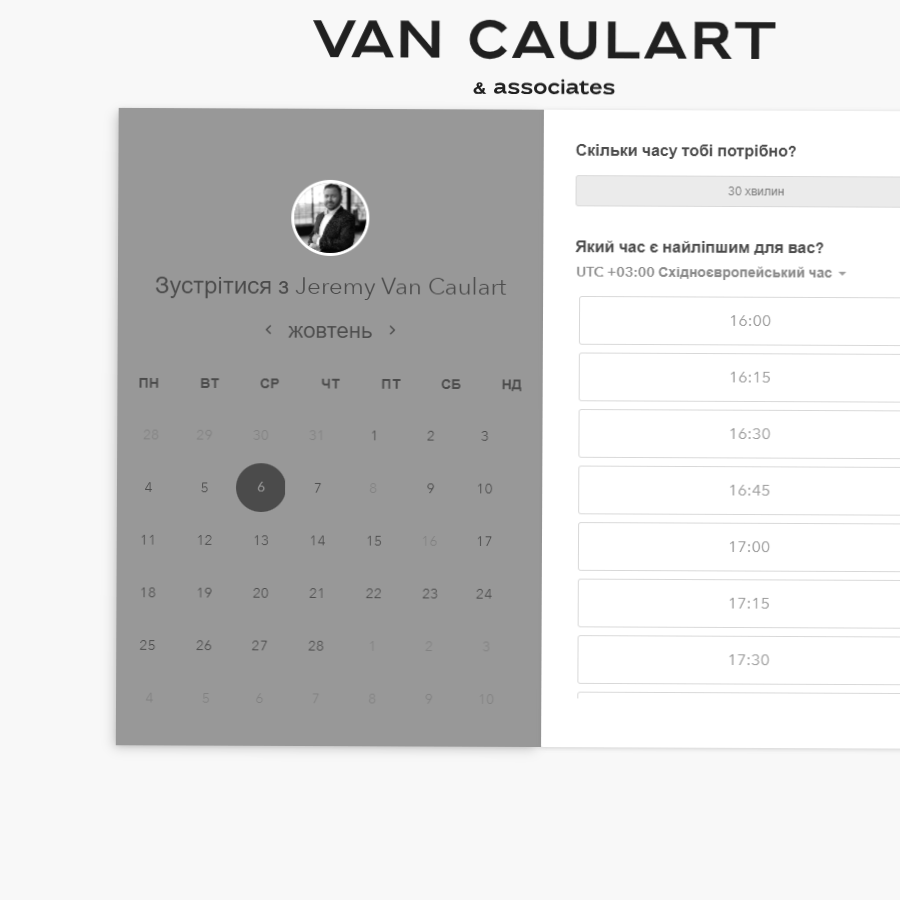 VAN CAULART
& associates
Зустрітися з Jeremy Van Caulart
‹ жовтень ›
ПН ВТ СР ЧТ ПТ СБ НД
28 29 30 31 1 2 3
4 5 6 7 8 9 10
11 12 13 14 15 16 17
18 19 20 21 22 23 24
25 26 27 28 1 2 3
4 5 6 7 8 9 10
Скільки часу тобі потрібно?
30 хвилин
Який час є найліпшим для вас?
UTC +03:00 Східноєвропейський час
16:00
16:15
16:30
16:45
17:00
17:15
17:30